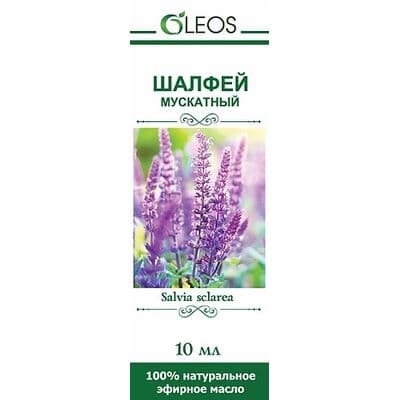 OLEOS
ШАЛФЕЙ
МУСКАТНЫЙ
Salvia sclarea
10 мл
100% натуральное
эфирное масло